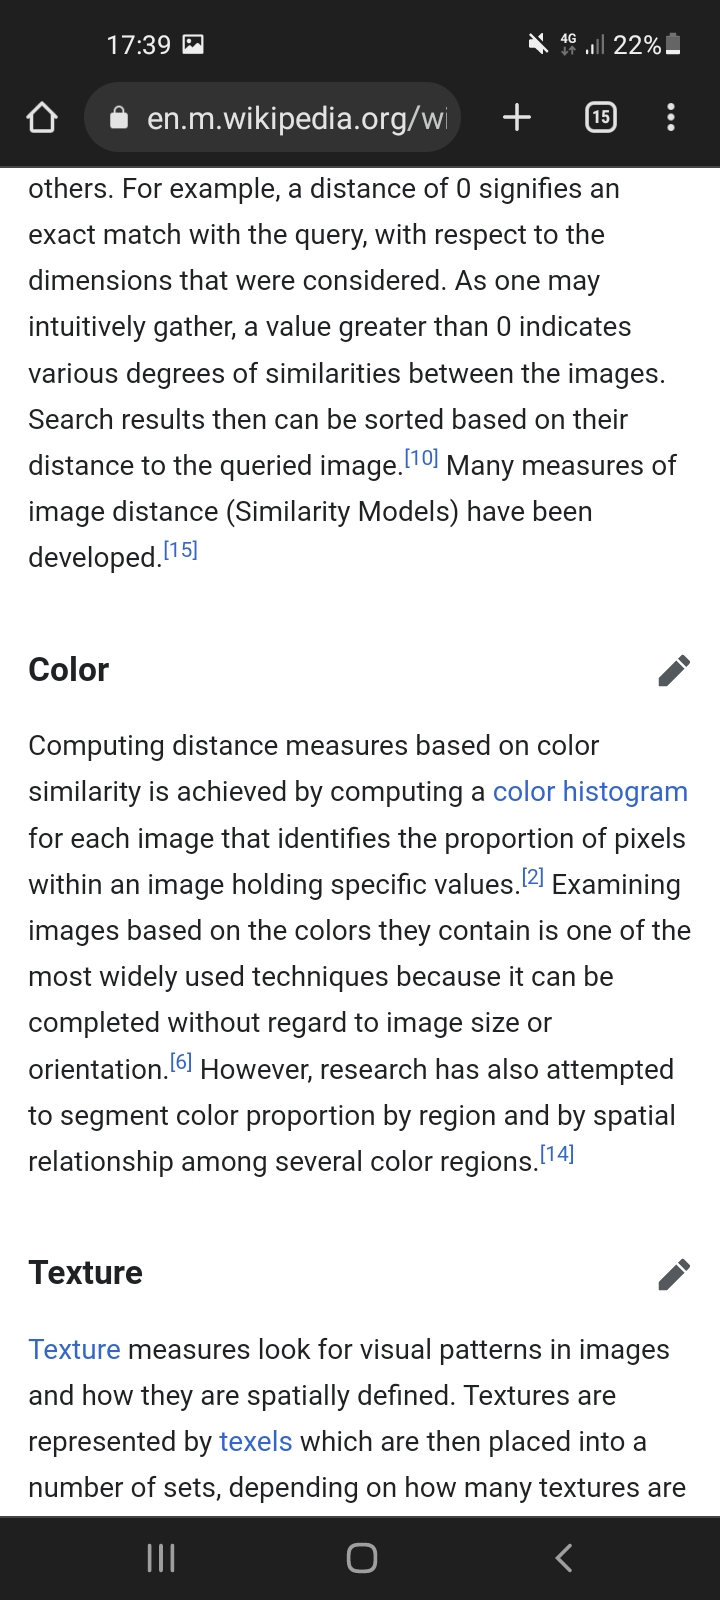 17:39
4G
22%
en.m.wikipedia.org/wi
15
others. For example, a distance of 0 signifies an
exact match with the query, with respect to the
dimensions that were considered. As one may
intuitively gather, a value greater than 0 indicates
various degrees of similarities between the images.
Search results then can be sorted based on their
distance to the queried image.[10] Many measures of
image distance (Similarity Models) have been
developed.[15]
Color
Computing distance measures based on color
similarity is achieved by computing a color histogram
for each image that identifies the proportion of pixels
within an image holding specific values.[2] Examining
images based on the colors they contain is one of the
most widely used techniques because it can be
completed without regard to image size or
orientation.[6] However, research has also attempted
to segment color proportion by region and by spatial
relationship among several color regions.[14]
Texture
Texture measures look for visual patterns in images
and how they are spatially defined. Textures are
represented by texels which are then placed into a
number of sets, depending on how many textures are